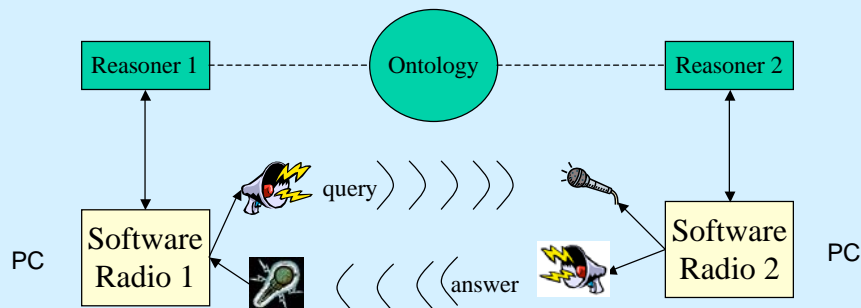 Reasoner 1
Ontology
Reasoner 2
query
Software
Radio 1
Software
Radio 2
PC
PC
answer